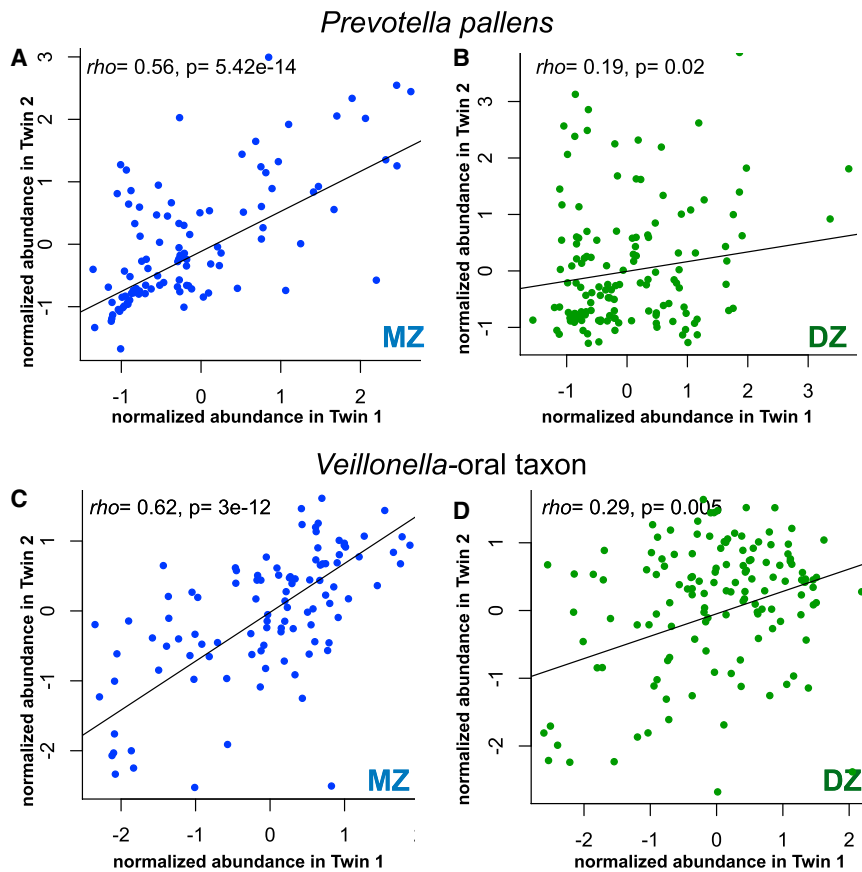 Prevotella pallens
A
rho= 0.56, p= 5.42e-14
normalized abundance in Twin 2
3
2
1
0
-1
MZ
-1 0 1 2
normalized abundance in Twin 1
B
rho= 0.19, p= 0.02
normalized abundance in Twin 2
3
2
1
0
-1
DZ
-1 0 1 2 3
normalized abundance in Twin 1
Veillonella-oral taxon
C
rho= 0.62, p= 3e-12
normalized abundance in Twin 2
1
0
-1
-2
MZ
-2 -1 0 1
normalized abundance in Twin 1
D
rho= 0.29, p= 0.005
normalized abundance in Twin 2
1
0
-1
-2
DZ
-2 -1 0 1 2
normalized abundance in Twin 1